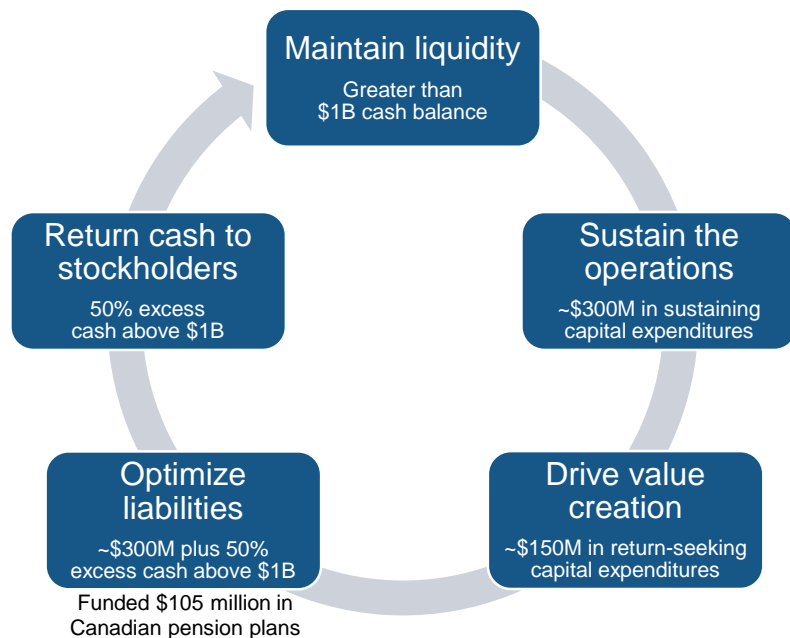 Maintain liquidity
Greater than
$1B cash balance
Sustain the
operations
~$300M in sustaining
capital expenditures
Drive value
creation
~$150M in return-seeking
capital expenditures
Optimize
liabilities
~$300M plus 50%
excess cash above $1B
Funded $105 million in
Canadian pension plans
Return cash to
stockholders
50% excess
cash above $1B